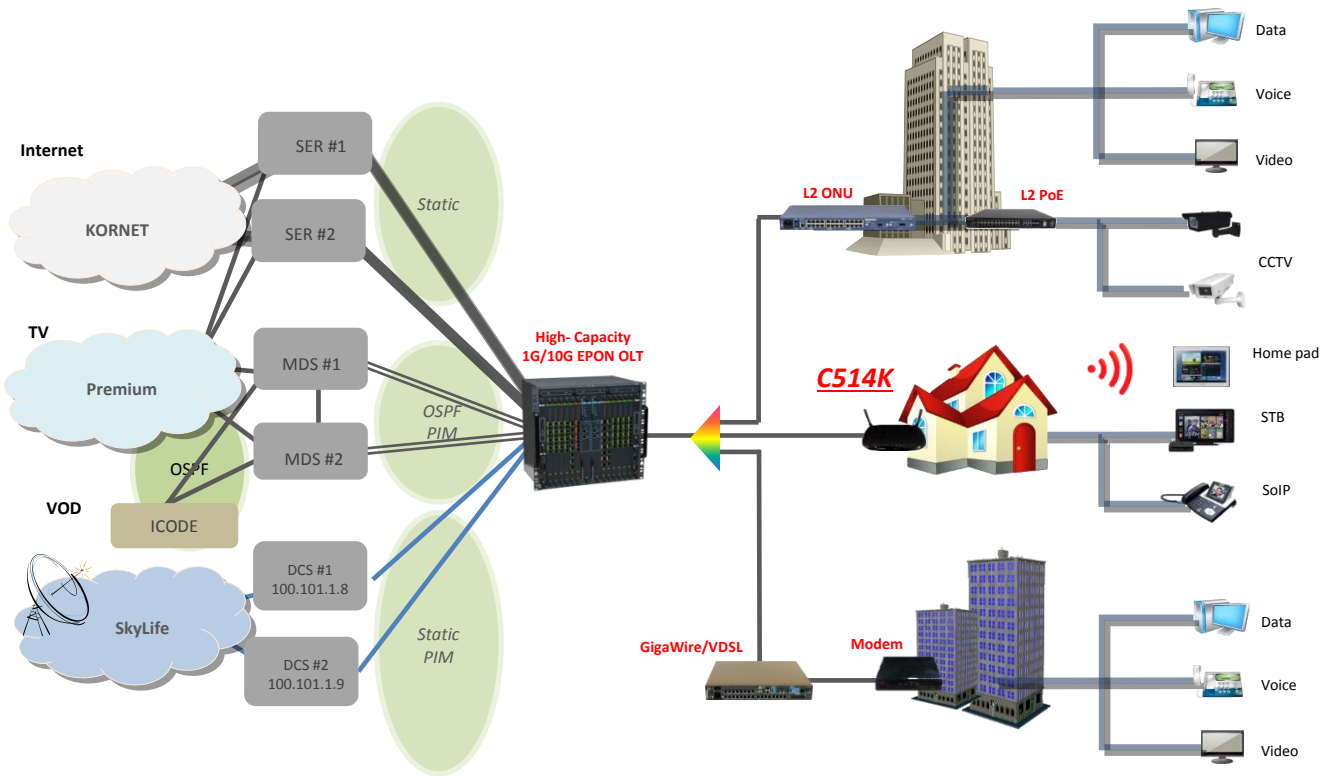 Internet
KORNET
SER #1
SER #2
Static
TV
Premium
MDS #1
MDS #2
OSPF
PIM
OSPF
VOD
ICODE
SkyLife
DCS #1
100.101.1.8
DCS #2
100.101.1.9
Static
PIM
High- Capacity
1G/10G EPON OLT
L2 ONU
L2 PoE
Data
Voice
Video
CCTV
C514K
Home pad
STB
SoIP
GigaWire/VDSL
Modem
Data
Voice
Video